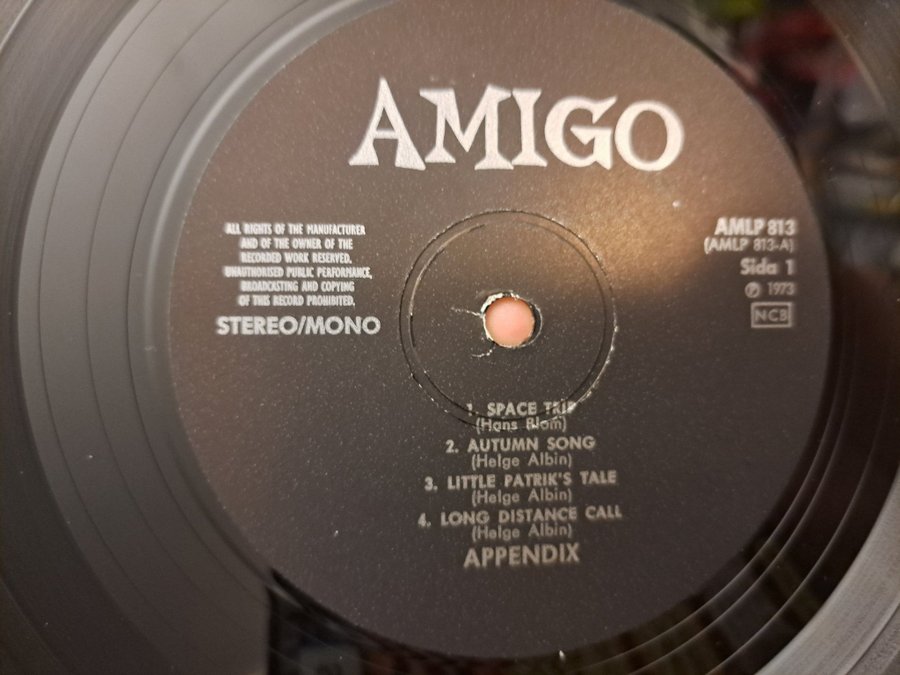 AMIGO
ALL RIGHTS OF THE MANUFACTURER
AND OF THE OWNER OF THE
RECORDED WORK RESERVED.
UNAUTHORISED PUBLIC PERFORMANCE,
BROADCASTING AND COPYING
OF THIS RECORD PROHIBITED.
STEREO/MONO
AMLP 813
(AMLP 813-A)
Sida 1
Ⓟ 1973
NCB
1. SPACE TRIP
(Hans Blom)
2. AUTUMN SONG
(Helge Albin)
3. LITTLE PATRIK'S TALE
(Helge Albin)
4. LONG DISTANCE CALL
(Helge Albin)
APPENDIX